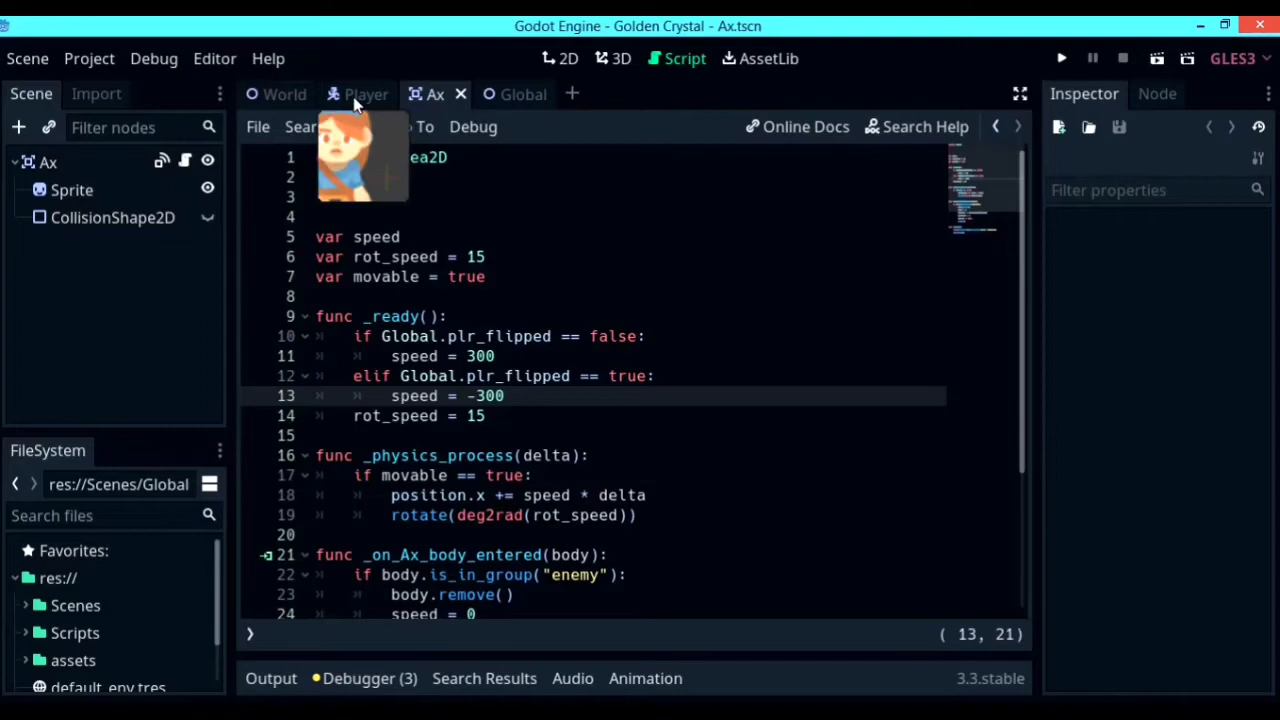 Godot Engine - Golden Crystal - Ax.tscn
Scene Project Debug Editor Help 2D 3D Script AssetLib GLES3
Scene Import World Player Ax Global Inspector Node
Filter nodes File To Debug Online Docs Search Help
Ax
Sprite
CollisionShape2D
Filter properties
1 ea2D
2
3
4
5 var speed
6 var rot_speed = 15
7 var movable = true
8
9 func _ready():
10 if Global.plr_flipped == false:
11 speed = 300
12 elif Global.plr_flipped == true:
13 speed = -300
14 rot_speed = 15
15
16 func _physics_process(delta):
17 if movable == true:
18 position.x += speed * delta
19 rotate(deg2rad(rot_speed))
20
21 func _on_Ax_body_entered(body):
22 if body.is_in_group("enemy"):
23 body.remove()
24 speed = 0
( 13, 21)
FileSystem
res://Scenes/Global
Search files
Favorites:
res://
Scenes
Scripts
assets
default_env.tres
Output Debugger (3) Search Results Audio Animation 3.3.stable